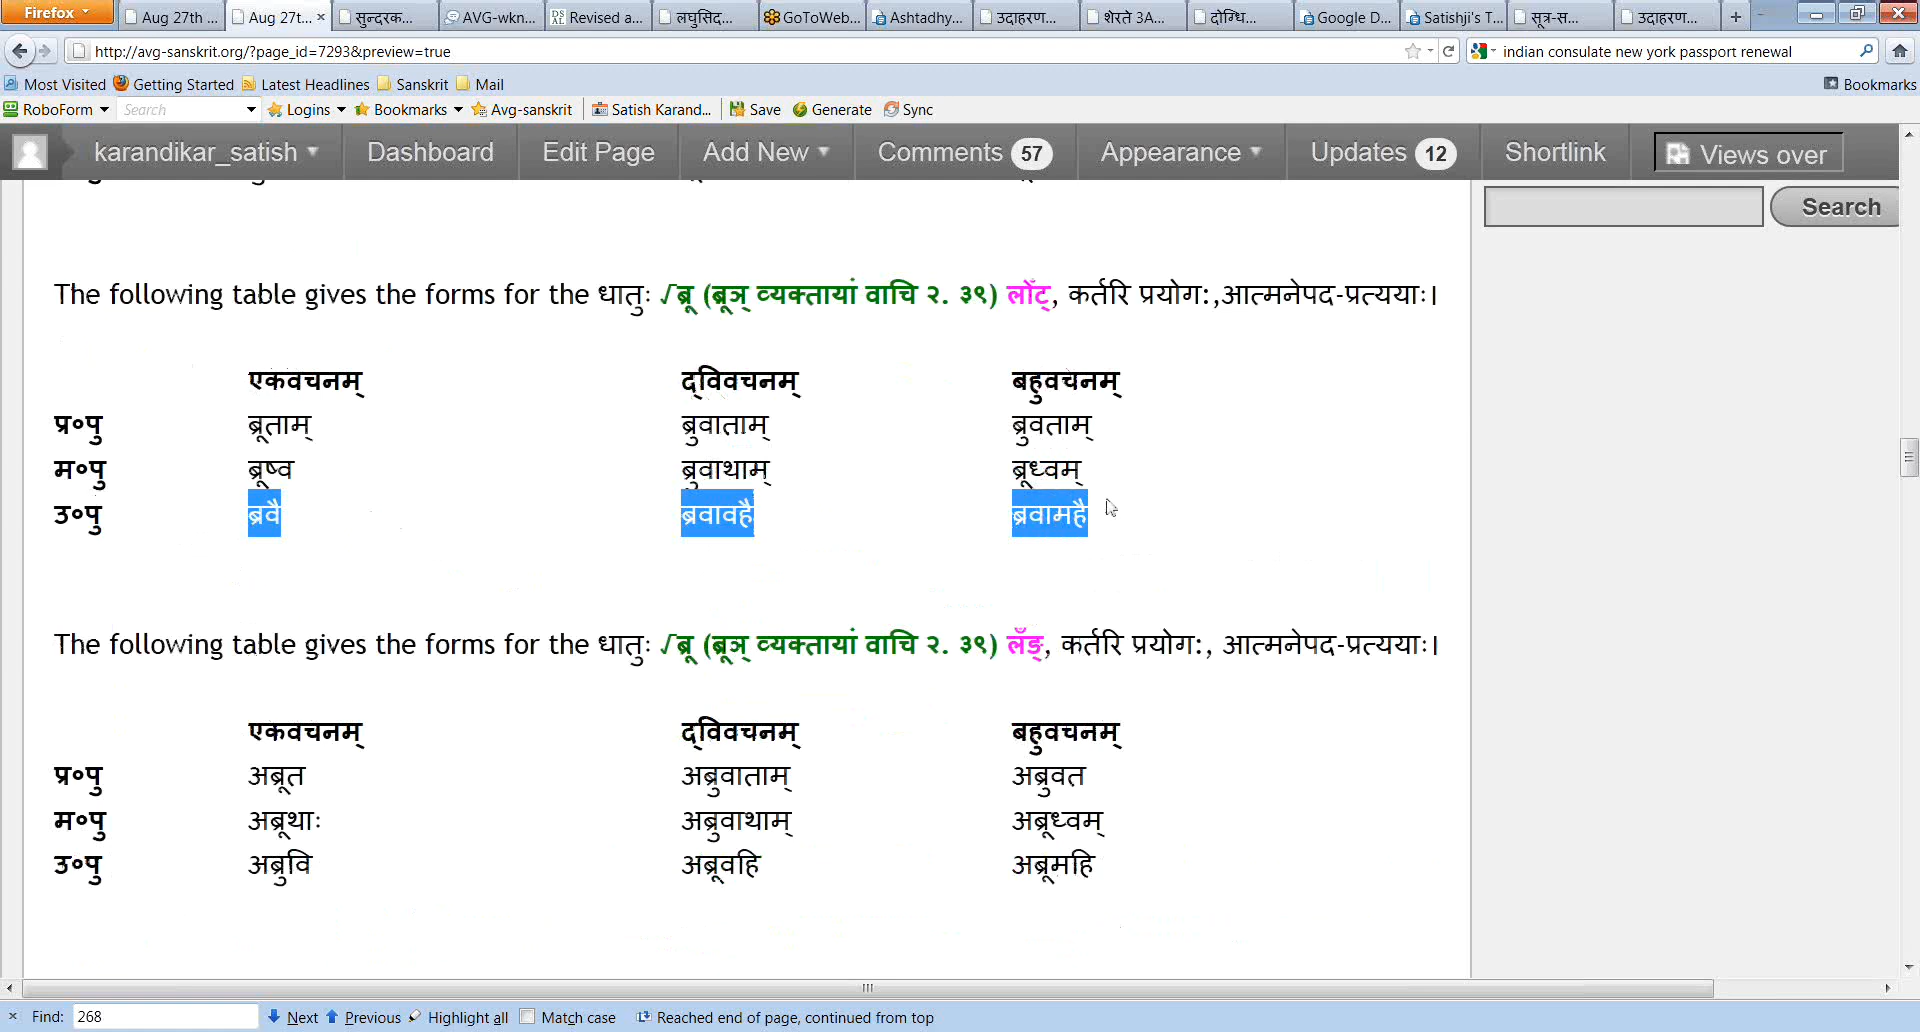 Firefox
Aug 27th ...
Aug 27t...
सुन्दरक...
AVG-wkn...
Revised a...
लघुसिद्...
GoToWeb...
Ashtadhy...
उदाहरण...
शेरते 3A...
दोग्धि...
Google D...
Satishji's T...
सूत्र-स...
उदाहरण...
http://avg-sanskrit.org/?page_id=7293&preview=true
indian consulate new york passport renewal
Most Visited Getting Started Latest Headlines Sanskrit Mail Bookmarks
RoboForm Search Logins Bookmarks Avg-sanskrit Satish Karand... Save Generate Sync
karandikar_satish Dashboard Edit Page Add New Comments 57 Appearance Updates 12 Shortlink Views over
Search
The following table gives the forms for the धातुः √ब्रू (ब्रूञ् व्यक्तायां वाचि २. ३९) लोँट्, कर्तरि प्रयोग:,आत्मनेपद-प्रत्ययाः।
एकवचनम् द्विवचनम् बहुवचनम्
प्र०पु ब्रूताम् ब्रुवाताम् ब्रुवताम्
म०पु ब्रूष्व ब्रुवाथाम् ब्रूध्वम्
उ०पु ब्रवै ब्रवावहै ब्रवामहै
The following table gives the forms for the धातुः √ब्रू (ब्रूञ् व्यक्तायां वाचि २. ३९) लँङ्, कर्तरि प्रयोग:, आत्मनेपद-प्रत्ययाः।
एकवचनम् द्विवचनम् बहुवचनम्
प्र०पु अब्रूत अब्रुवाताम् अब्रुवत
म०पु अब्रूथाः अब्रुवाथाम् अब्रूध्वम्
उ०पु अब्रुवि अब्रूवहि अब्रूमहि
Find: 268 Next Previous Highlight all Match case Reached end of page, continued from top